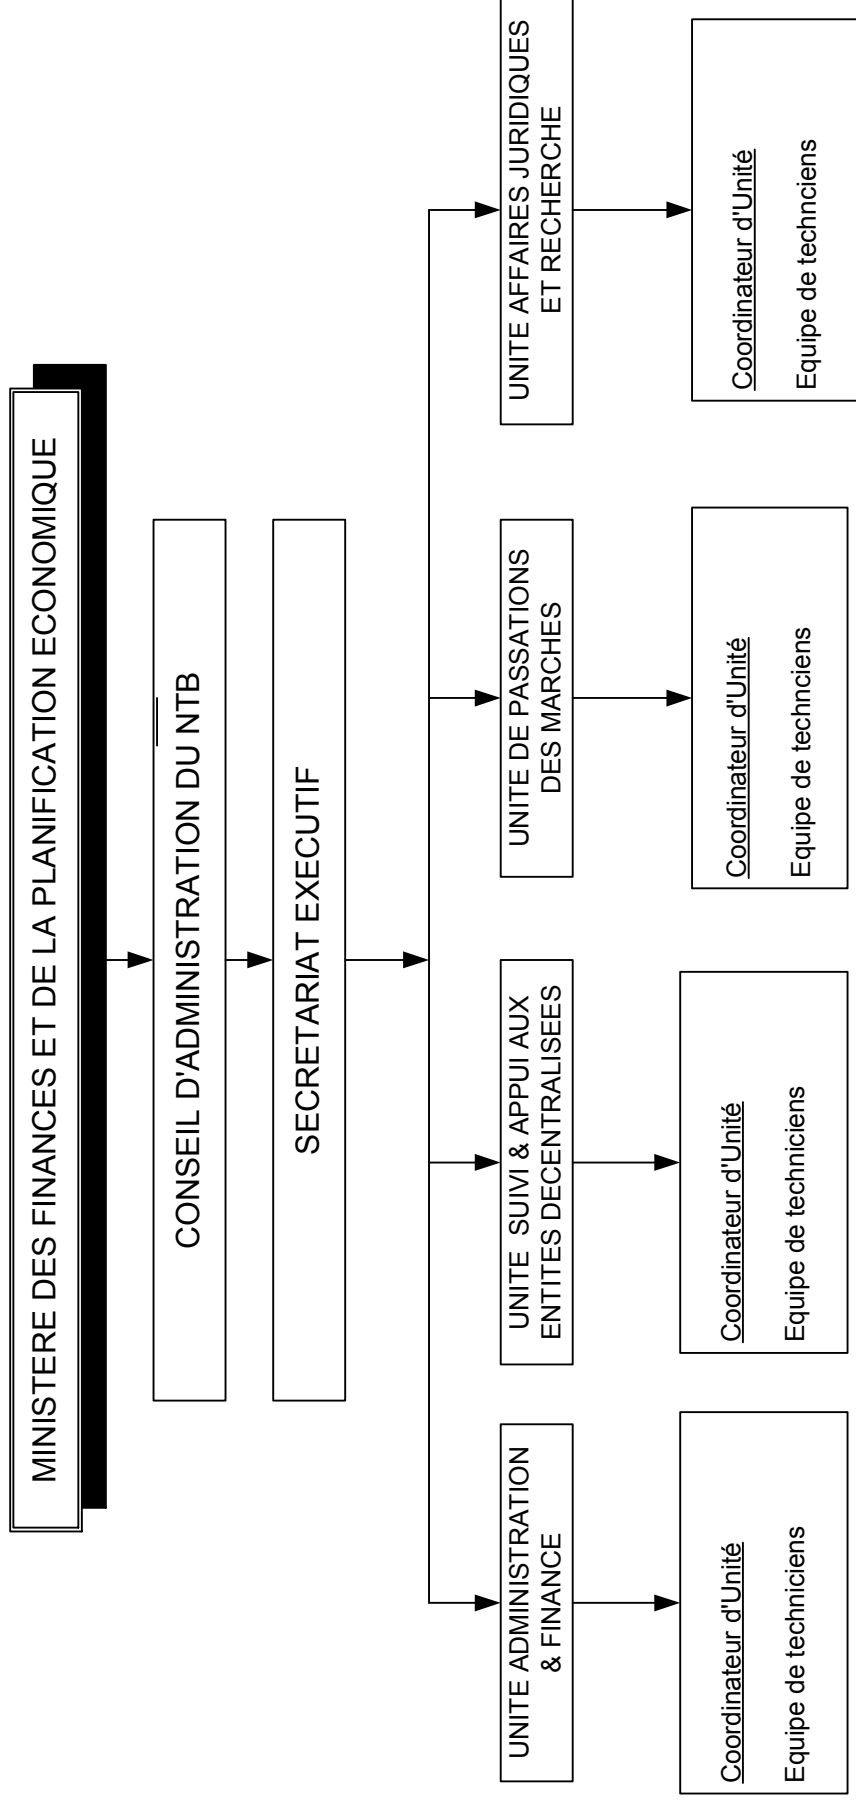 MINISTERE DES FINANCES ET DE LA PLANIFICATION ECONOMIQUE
CONSEIL D'ADMINISTRATION DU NTB
SECRETARIAT EXECUTIF
UNITE ADMINISTRATION
& FINANCE
UNITE SUIVI & APPUI AUX
ENTITES DECENTRALISEES
UNITE DE PASSATIONS
DES MARCHES
UNITE AFFAIRES JURIDIQUES
ET RECHERCHE
Coordinateur d'Unité
Equipe de techniciens
Coordinateur d'Unité
Equipe de techniciens
Coordinateur d'Unité
Equipe de technciens
Coordinateur d'Unité
Equipe de technciens